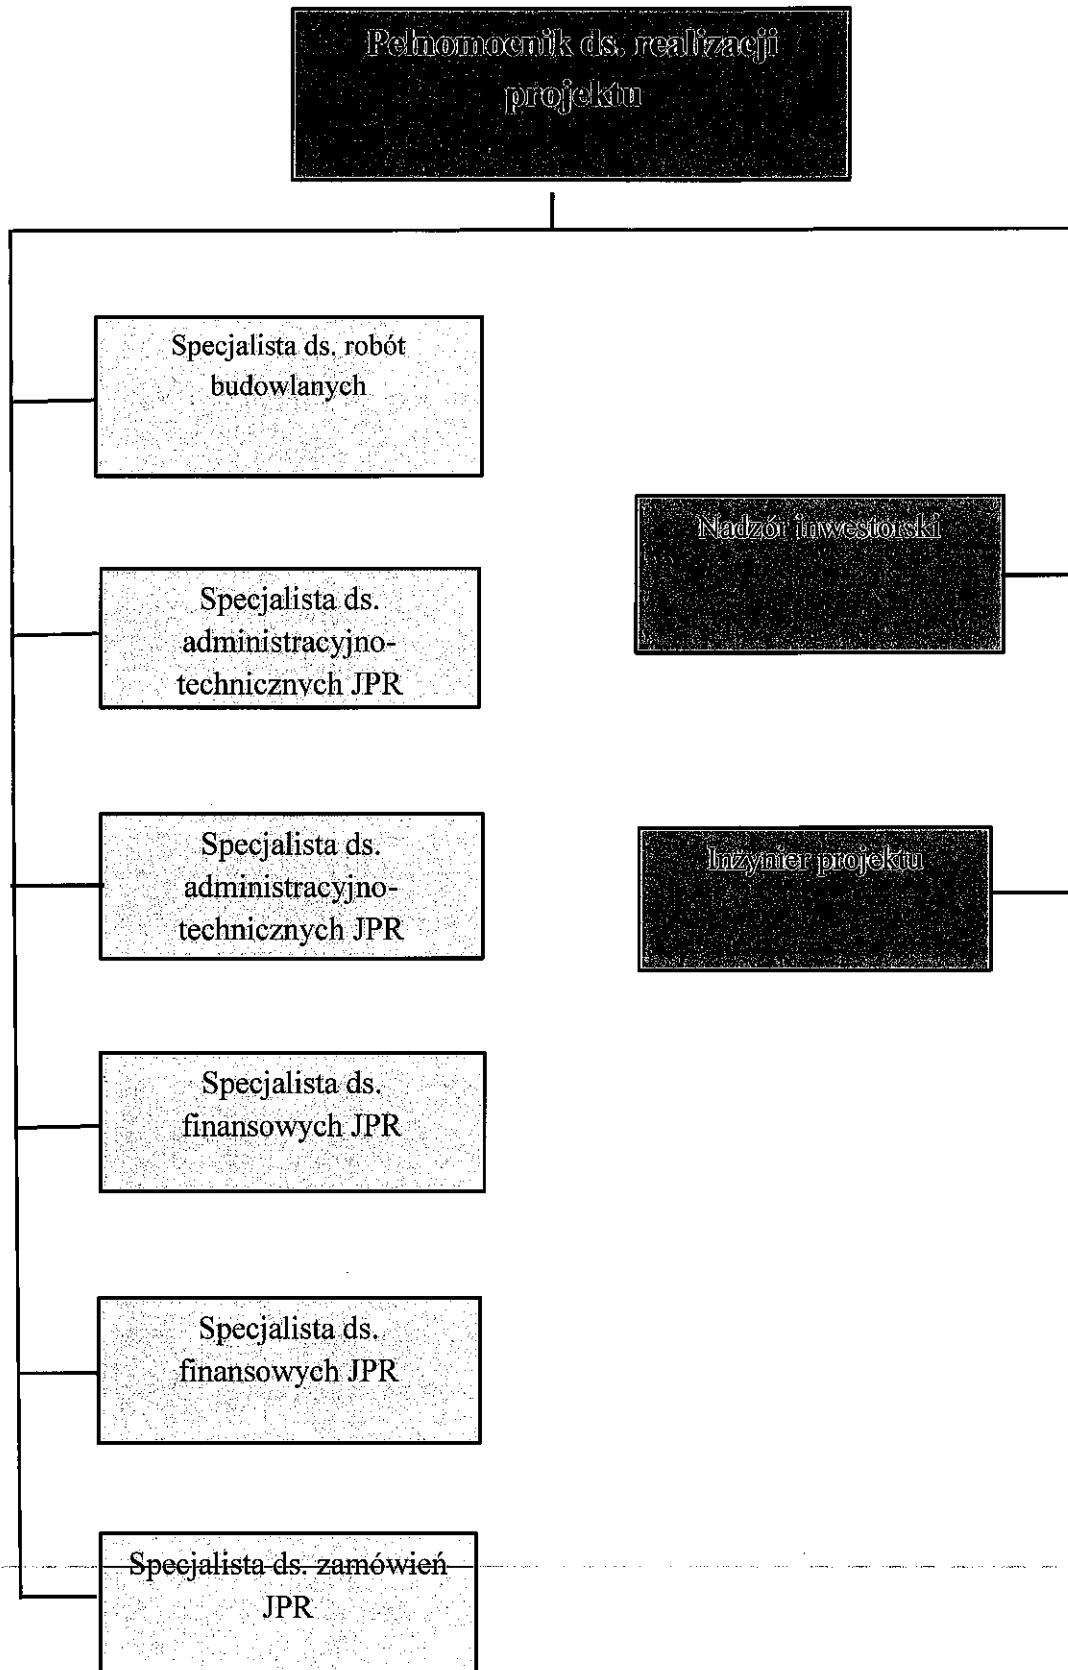 Pełnomocnik ds. realizacji
projektu
Specjalista ds. robót
budowlanych
Nadzór inwestorski
Specjalista ds.
administracyjno-
technicznych JPR
Specjalista ds.
administracyjno-
technicznych JPR
Inżynier projektu
Specjalista ds.
finansowych JPR
Specjalista ds.
finansowych JPR
Specjalista ds. zamówień
JPR